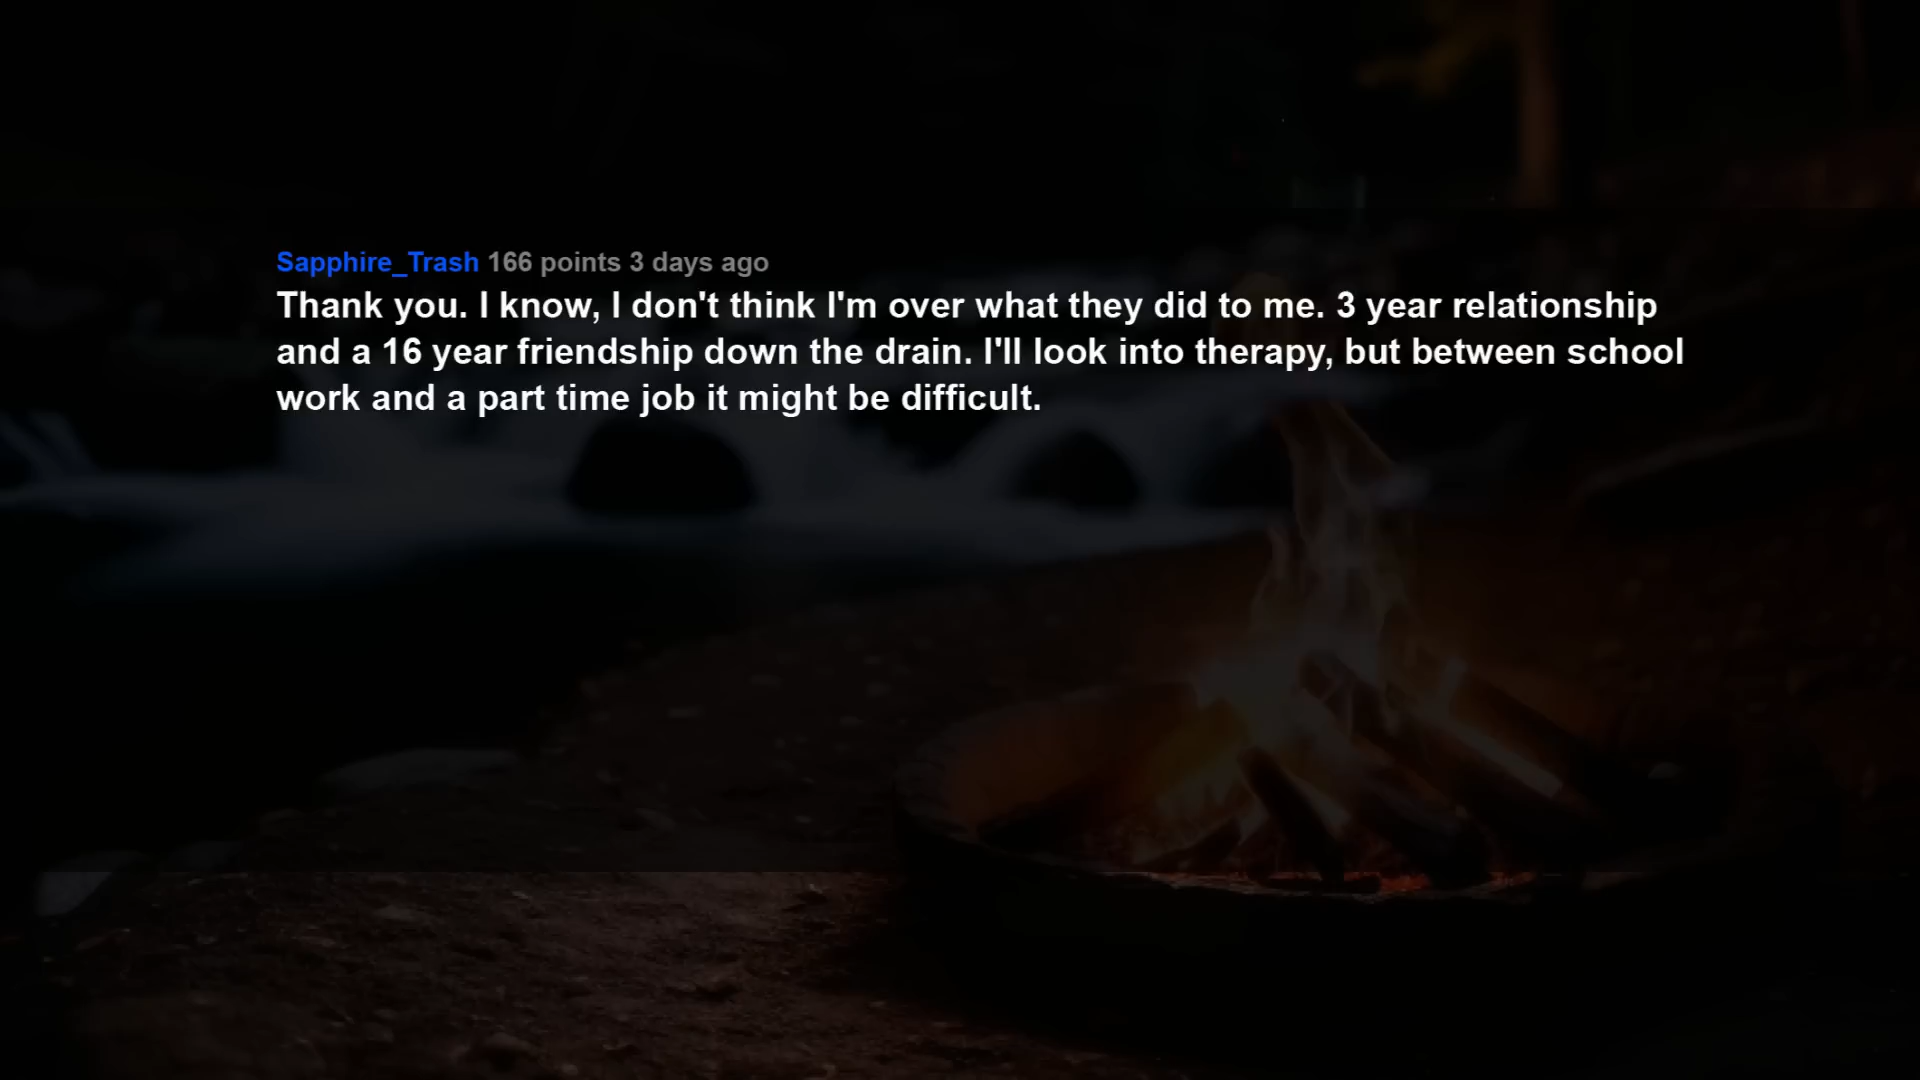 Sapphire_Trash 166 points 3 days ago
Thank you. I know, I don't think I'm over what they did to me. 3 year relationship
and a 16 year friendship down the drain. I'll look into therapy, but between school
work and a part time job it might be difficult.